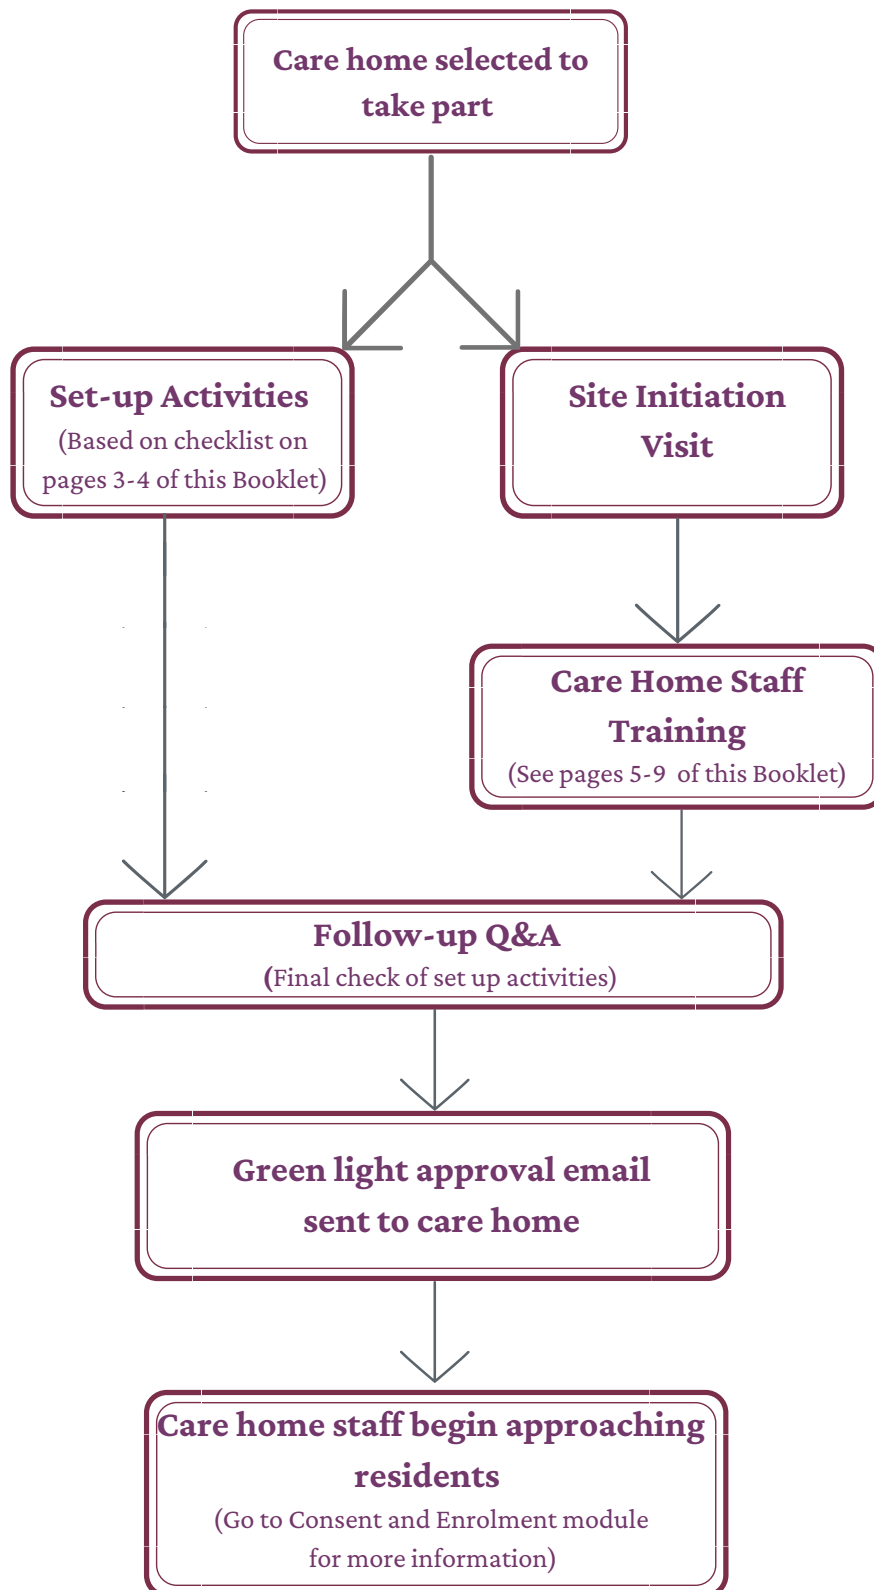 Care home selected to
take part
Set-up Activities
(Based on checklist on
pages 3-4 of this Booklet)
Site Initiation
Visit
Care Home Staff
Training
(See pages 5-9 of this Booklet)
Follow-up Q&A
(Final check of set up activities)
Green light approval email
sent to care home
Care home staff begin approaching
residents
(Go to Consent and Enrolment module
for more information)